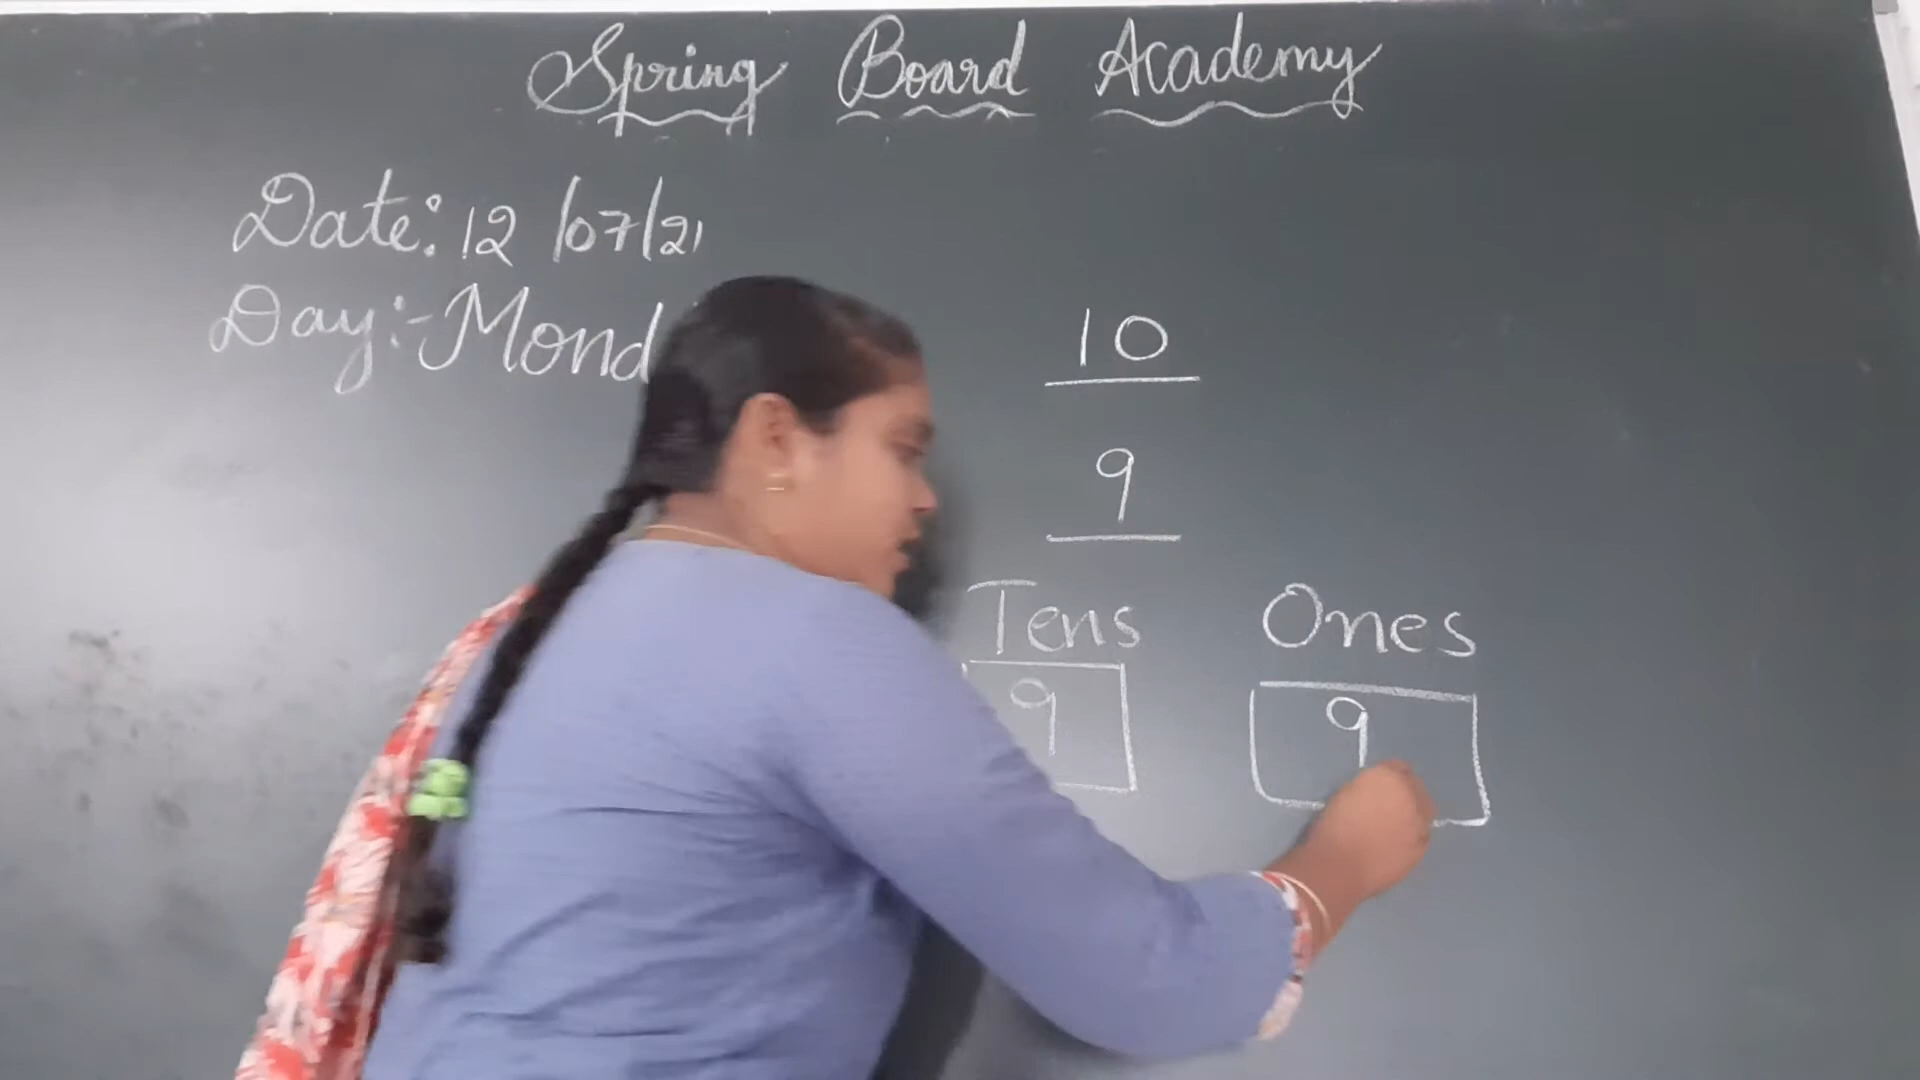 Spring Board Academy
Date: 12/07/21
Day:- Mond
10
9
Tens Ones
9 9